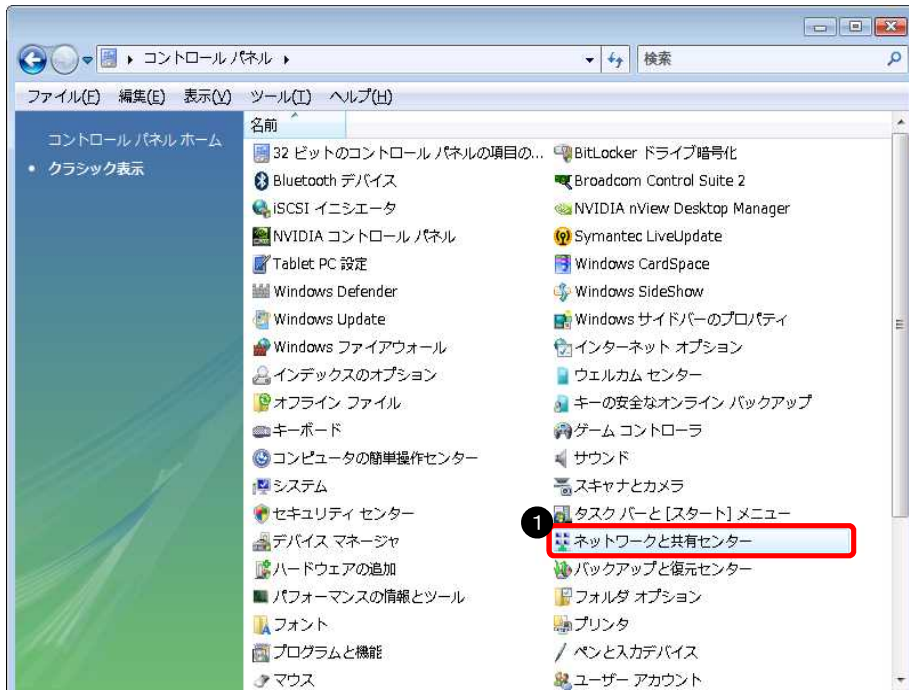 コントロール パネル
検索
ファイル(F) 編集(E) 表示(V) ツール(T) ヘルプ(H)
コントロール パネル ホーム
クラシック表示
名前
32 ビットのコントロール パネルの項目の... BitLocker ドライブ暗号化
Bluetooth デバイス Broadcom Control Suite 2
iSCSI イニシエータ NVIDIA nView Desktop Manager
NVIDIA コントロール パネル Symantec LiveUpdate
Tablet PC 設定 Windows CardSpace
Windows Defender Windows SideShow
Windows Update Windows サイドバーのプロパティ
Windows ファイアウォール インターネット オプション
インデックスのオプション ウェルカム センター
オフライン ファイル キーの安全なオンライン バックアップ
キーボード ゲーム コントローラ
コンピュータの簡単操作センター サウンド
システム スキャナとカメラ
セキュリティ センター タスク バーと [スタート] メニュー
1
デバイス マネージャ ネットワークと共有センター
ハードウェアの追加 バックアップと復元センター
パフォーマンスの情報とツール フォルダ オプション
フォント プリンタ
プログラムと機能 ペンと入力デバイス
マウス ユーザー アカウント